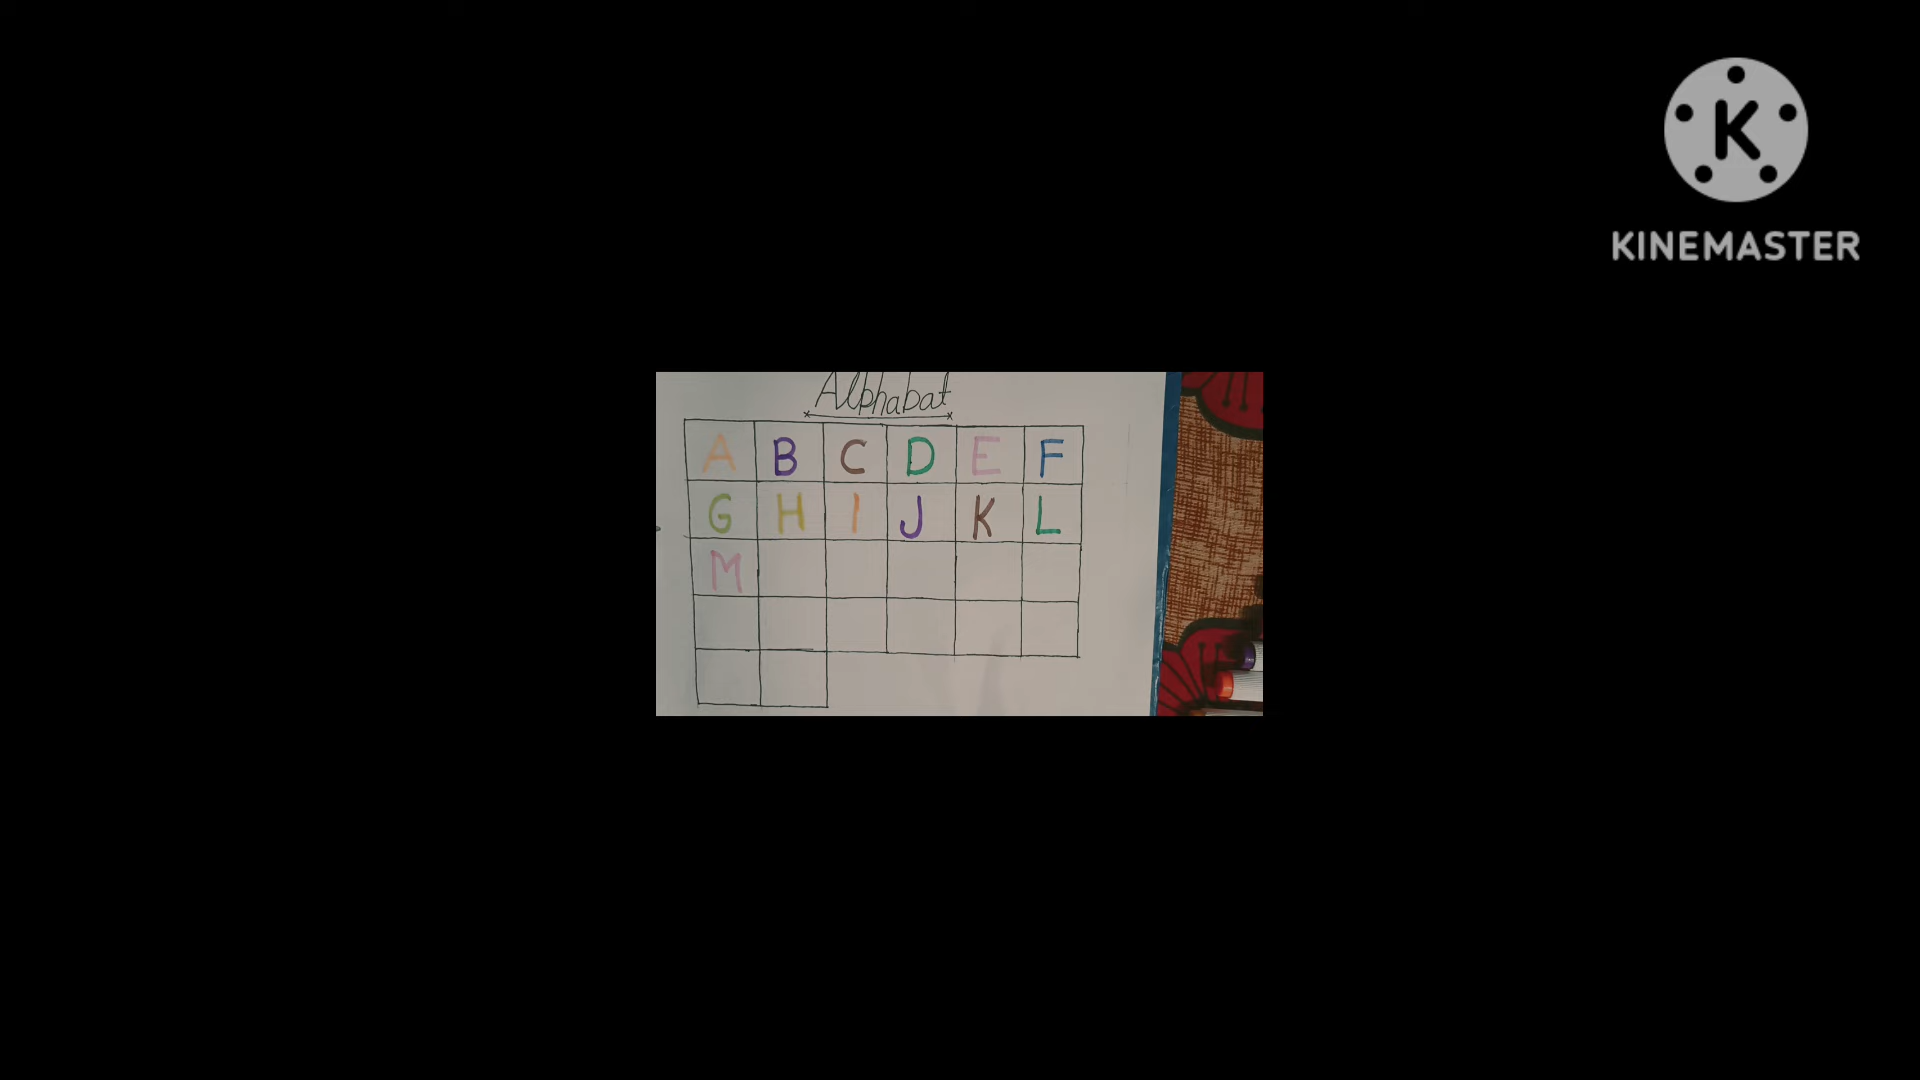 K
KINEMASTER
Alphabat
A B C D E F
G H I J K L
M